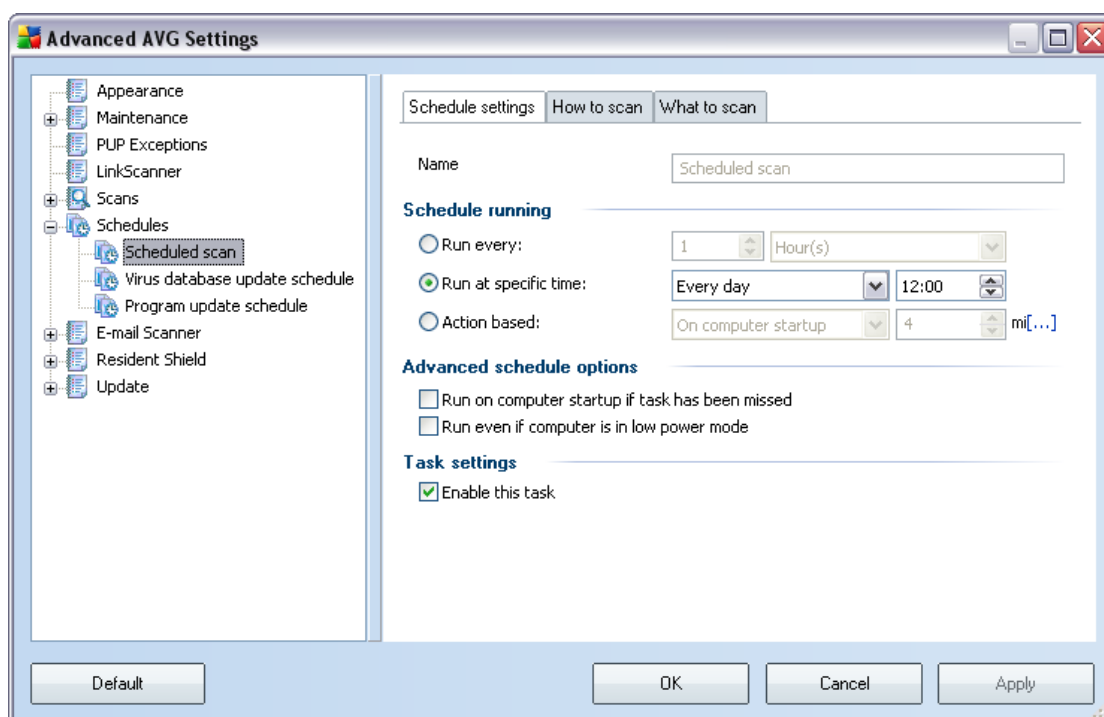 Advanced AVG Settings
Appearance
Maintenance
PUP Exceptions
LinkScanner
Scans
Schedules
Scheduled scan
Virus database update schedule
Program update schedule
E-mail Scanner
Resident Shield
Update
Schedule settings
How to scan
What to scan
Name
Scheduled scan
Schedule running
Run every:
1
Hour(s)
Run at specific time:
Every day
12:00
Action based:
On computer startup
4
mi[...]
Advanced schedule options
Run on computer startup if task has been missed
Run even if computer is in low power mode
Task settings
Enable this task
Default
OK
Cancel
Apply